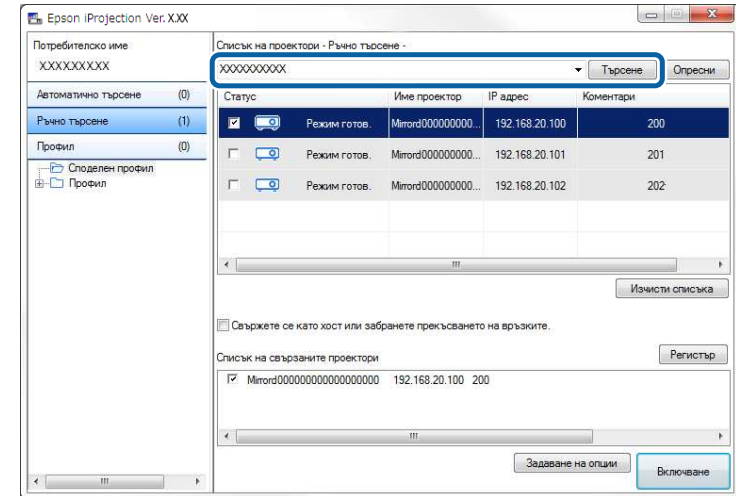 Epson iProjection Ver. X.XX
Потребителско име
XXXXXXXXX
Автоматично търсене (0)
Ръчно търсене (1)
Профил (0)
Споделен профил
Профил
Списък на проектори - Ръчно търсене -
XXXXXXXXXX Търсене Опресни
Статус Име проектор IP адрес Коментари
Режим готов. Mirrord000000000... 192.168.20.100 200
Режим готов. Mirrord000000000... 192.168.20.101 201
Режим готов. Mirrord000000000... 192.168.20.102 202
Изчисти списъка
Свържете се като хост или забранете прекъсването на връзките.
Списък на свързаните проектори Регистър
Mirrord000000000000000000 192.168.20.100 200
Задаване на опции Включване